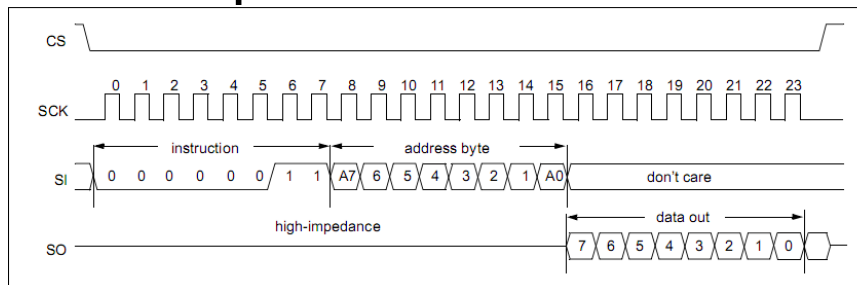 CS
0 1 2 3 4 5 6 7 8 9 10 11 12 13 14 15 16 17 18 19 20 21 22 23
SCK
instruction address byte
SI 0 0 0 0 0 0 1 1 A7 6 5 4 3 2 1 A0 don't care
high-impedance data out
SO 7 6 5 4 3 2 1 0